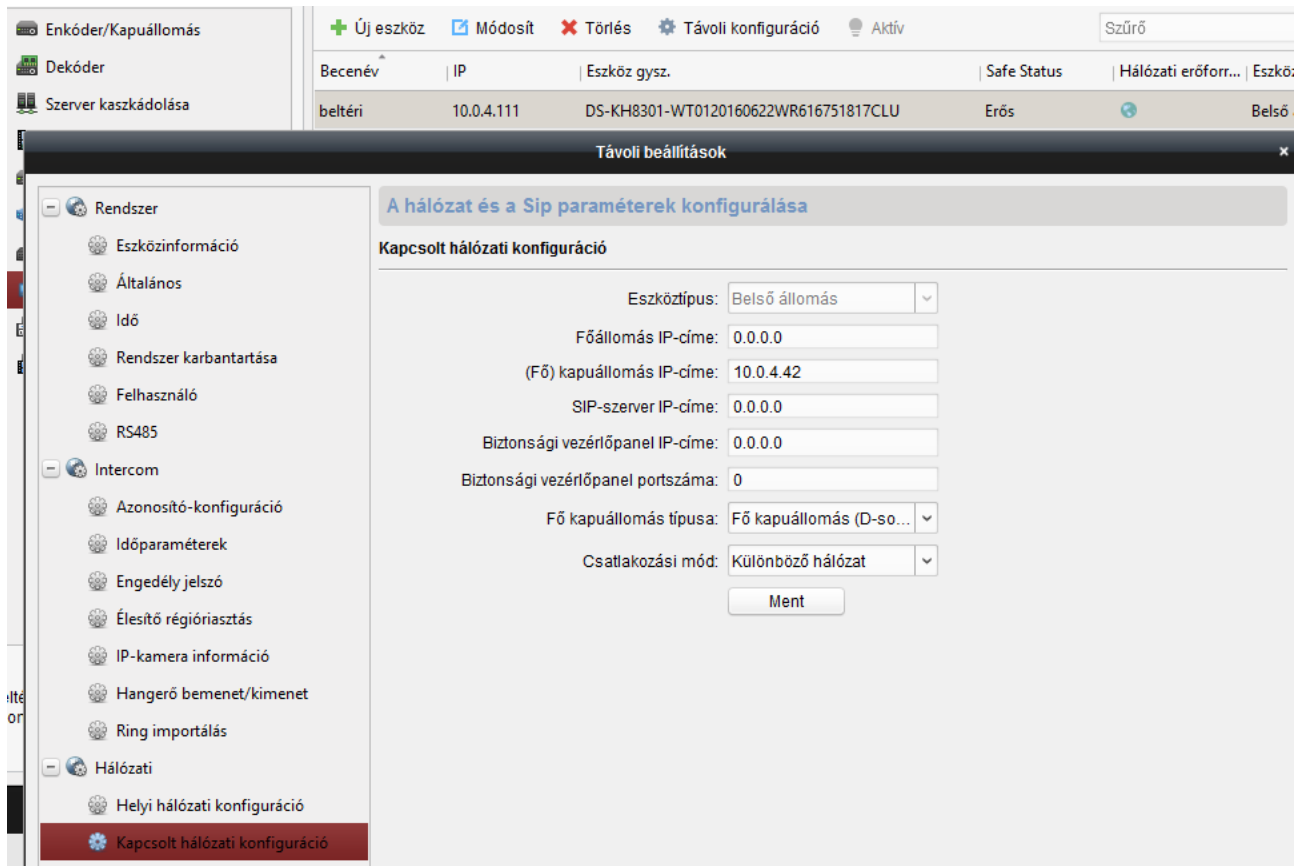 Enkóder/Kapuállomás
Új eszköz Módosít Törlés Távoli konfiguráció Aktív Szűrő
Dekóder
Becenév IP Eszköz gysz. Safe Status Hálózati erőforr... Eszköz
Szerver kaszkádolása
beltéri 10.0.4.111 DS-KH8301-WT0120160622WR616751817CLU Erős Belső
Távoli beállítások
Rendszer
Eszközinformáció
Általános
Idő
Rendszer karbantartása
Felhasználó
RS485
Intercom
Azonosító-konfiguráció
Időparaméterek
Engedély jelszó
Élesítő régióriasztás
IP-kamera információ
Hangerő bemenet/kimenet
Ring importálás
Hálózati
Helyi hálózati konfiguráció
Kapcsolt hálózati konfiguráció
A hálózat és a Sip paraméterek konfigurálása
Kapcsolt hálózati konfiguráció
Eszköztípus: Belső állomás
Főállomás IP-címe: 0.0.0.0
(Fő) kapuállomás IP-címe: 10.0.4.42
SIP-szerver IP-címe: 0.0.0.0
Biztonsági vezérlőpanel IP-címe: 0.0.0.0
Biztonsági vezérlőpanel portszáma: 0
Fő kapuállomás típusa: Fő kapuállomás (D-so...
Csatlakozási mód: Különböző hálózat
Ment